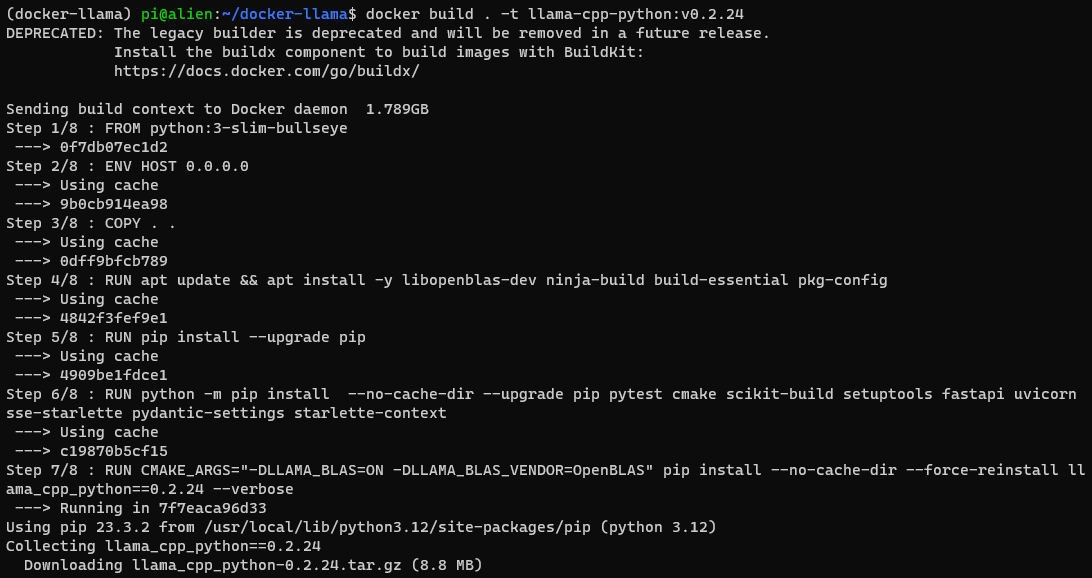 (docker-llama) pi@alien:~/docker-llama$ docker build . -t llama-cpp-python:v0.2.24
DEPRECATED: The legacy builder is deprecated and will be removed in a future release.
            Install the buildx component to build images with BuildKit:
            https://docs.docker.com/go/buildx/

Sending build context to Docker daemon  1.789GB
Step 1/8 : FROM python:3-slim-bullseye
 ---> 0f7db07ec1d2
Step 2/8 : ENV HOST 0.0.0.0
 ---> Using cache
 ---> 9b0cb914ea98
Step 3/8 : COPY . .
 ---> Using cache
 ---> 0dff9bfcb789
Step 4/8 : RUN apt update && apt install -y libopenblas-dev ninja-build build-essential pkg-config
 ---> Using cache
 ---> 4842f3fef9e1
Step 5/8 : RUN pip install --upgrade pip
 ---> Using cache
 ---> 4909be1fdce1
Step 6/8 : RUN python -m pip install  --no-cache-dir --upgrade pip pytest cmake scikit-build setuptools fastapi uvicorn
sse-starlette pydantic-settings starlette-context
 ---> Using cache
 ---> c19870b5cf15
Step 7/8 : RUN CMAKE_ARGS="-DLLAMA_BLAS=ON -DLLAMA_BLAS_VENDOR=OpenBLAS" pip install --no-cache-dir --force-reinstall ll
ama_cpp_python==0.2.24 --verbose
 ---> Running in 7f7eaca96d33
Using pip 23.3.2 from /usr/local/lib/python3.12/site-packages/pip (python 3.12)
Collecting llama_cpp_python==0.2.24
  Downloading llama_cpp_python-0.2.24.tar.gz (8.8 MB)